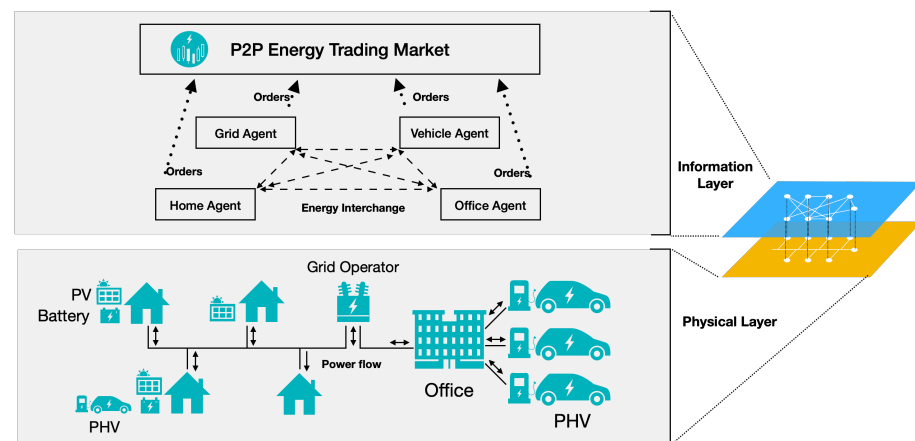 P2P Energy Trading Market
Orders
Orders
Grid Agent
Vehicle Agent
Orders
Orders
Home Agent
Energy Interchange
Office Agent
Information
Layer
Grid Operator
PV
Battery
Power flow
Office
PHV
PHV
Physical Layer